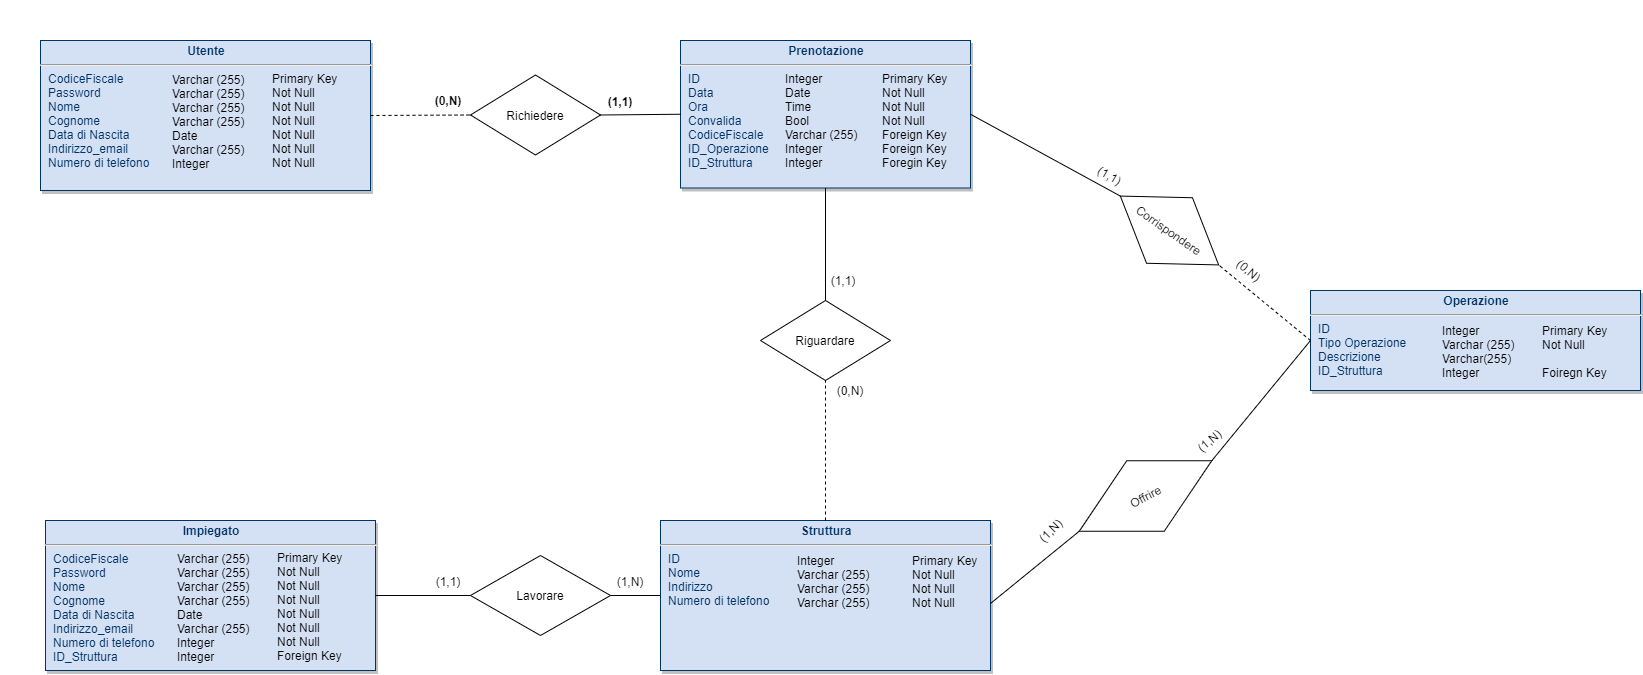 Utente
CodiceFiscale Varchar (255) Primary Key
Password Varchar (255) Not Null
Nome Varchar (255) Not Null
Cognome Varchar (255) Not Null
Data di Nascita Date Not Null
Indirizzo_email Varchar (255) Not Null
Numero di telefono Integer Not Null
(0,N)
Richiedere
(1,1)
Prenotazione
ID Integer Primary Key
Data Date Not Null
Ora Time Not Null
Convalida Bool Not Null
CodiceFiscale Varchar (255) Foreign Key
ID_Operazione Integer Foreign Key
ID_Struttura Integer Foregin Key
(1,1)
Corrispondere
(0,N)
(1,1)
Riguardare
(0,N)
Operazione
ID Integer Primary Key
Tipo Operazione Varchar (255) Not Null
Descrizione Varchar(255)
ID_Struttura Integer Foiregn Key
(1,N)
Offrire
(1,N)
Impiegato
CodiceFiscale Varchar (255) Primary Key
Password Varchar (255) Not Null
Nome Varchar (255) Not Null
Cognome Varchar (255) Not Null
Data di Nascita Date Not Null
Indirizzo_email Varchar (255) Not Null
Numero di telefono Integer Not Null
ID_Struttura Integer Foreign Key
(1,1)
Lavorare
(1,N)
Struttura
ID Integer Primary Key
Nome Varchar (255) Not Null
Indirizzo Varchar (255) Not Null
Numero di telefono Varchar (255) Not Null